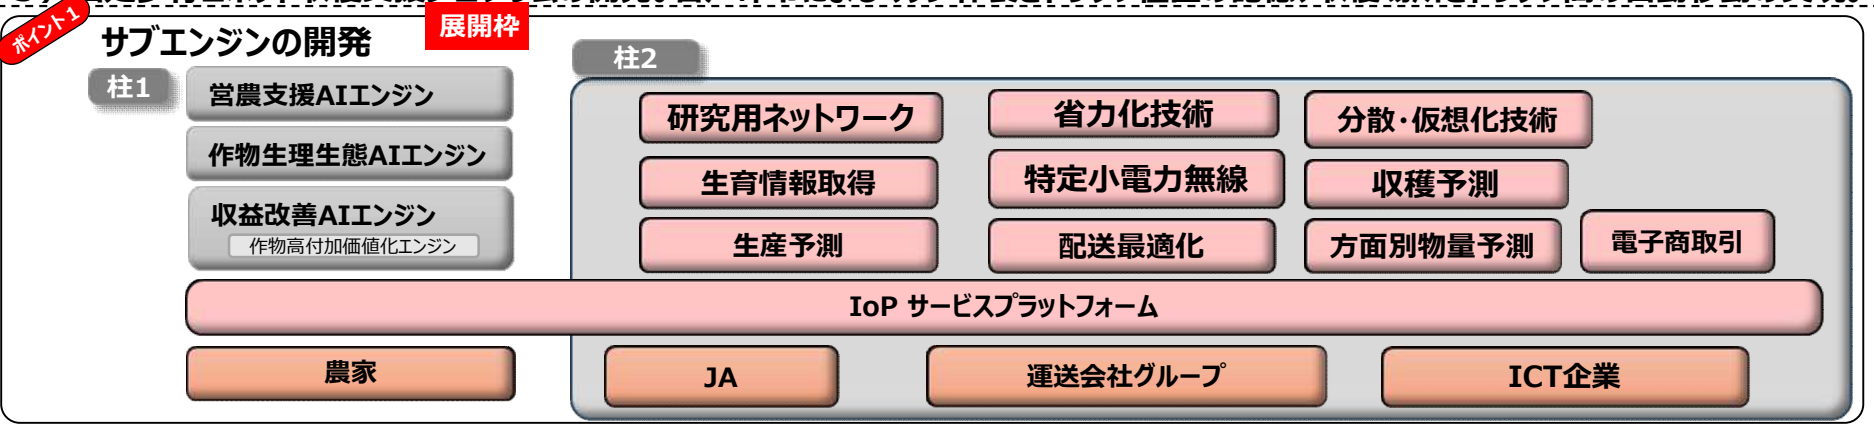 ポイント1
サブエンジンの開発
展開枠
柱1
営農支援AIエンジン
作物生理生態AIエンジン
収益改善AIエンジン
作物高付加価値化エンジン
柱2
研究用ネットワーク
省力化技術
分散・仮想化技術
生育情報取得
特定小電力無線
収穫予測
生産予測
配送最適化
方面別物量予測
電子商取引
IoP サービスプラットフォーム
農家
JA
運送会社グループ
ICT企業